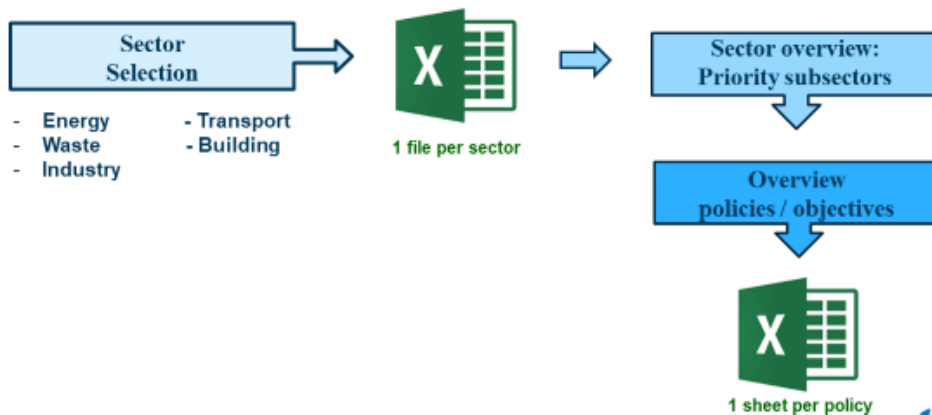 Sector
Selection
- Energy
- Waste
- Industry
- Transport
- Building
X
1 file per sector
Sector overview:
Priority subsectors
Overview
policies / objectives
X
1 sheet per policy